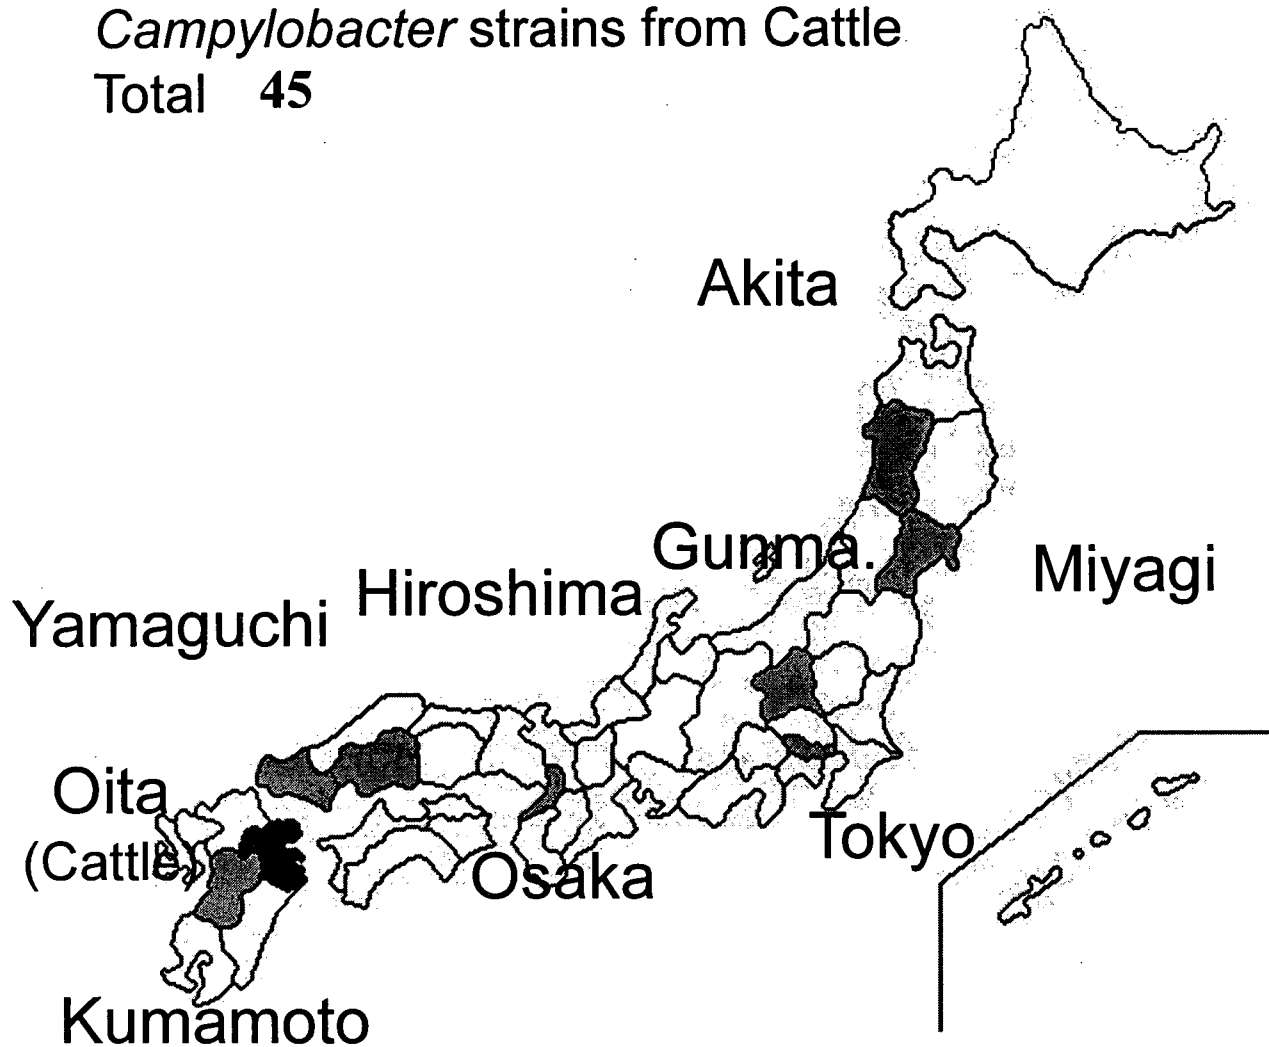 Campylobacter strains from Cattle
Total 45
Akita
Gunma.
Miyagi
Hiroshima
Yamaguchi
Oita
(Cattle)
Tokyo
Osaka
Kumamoto